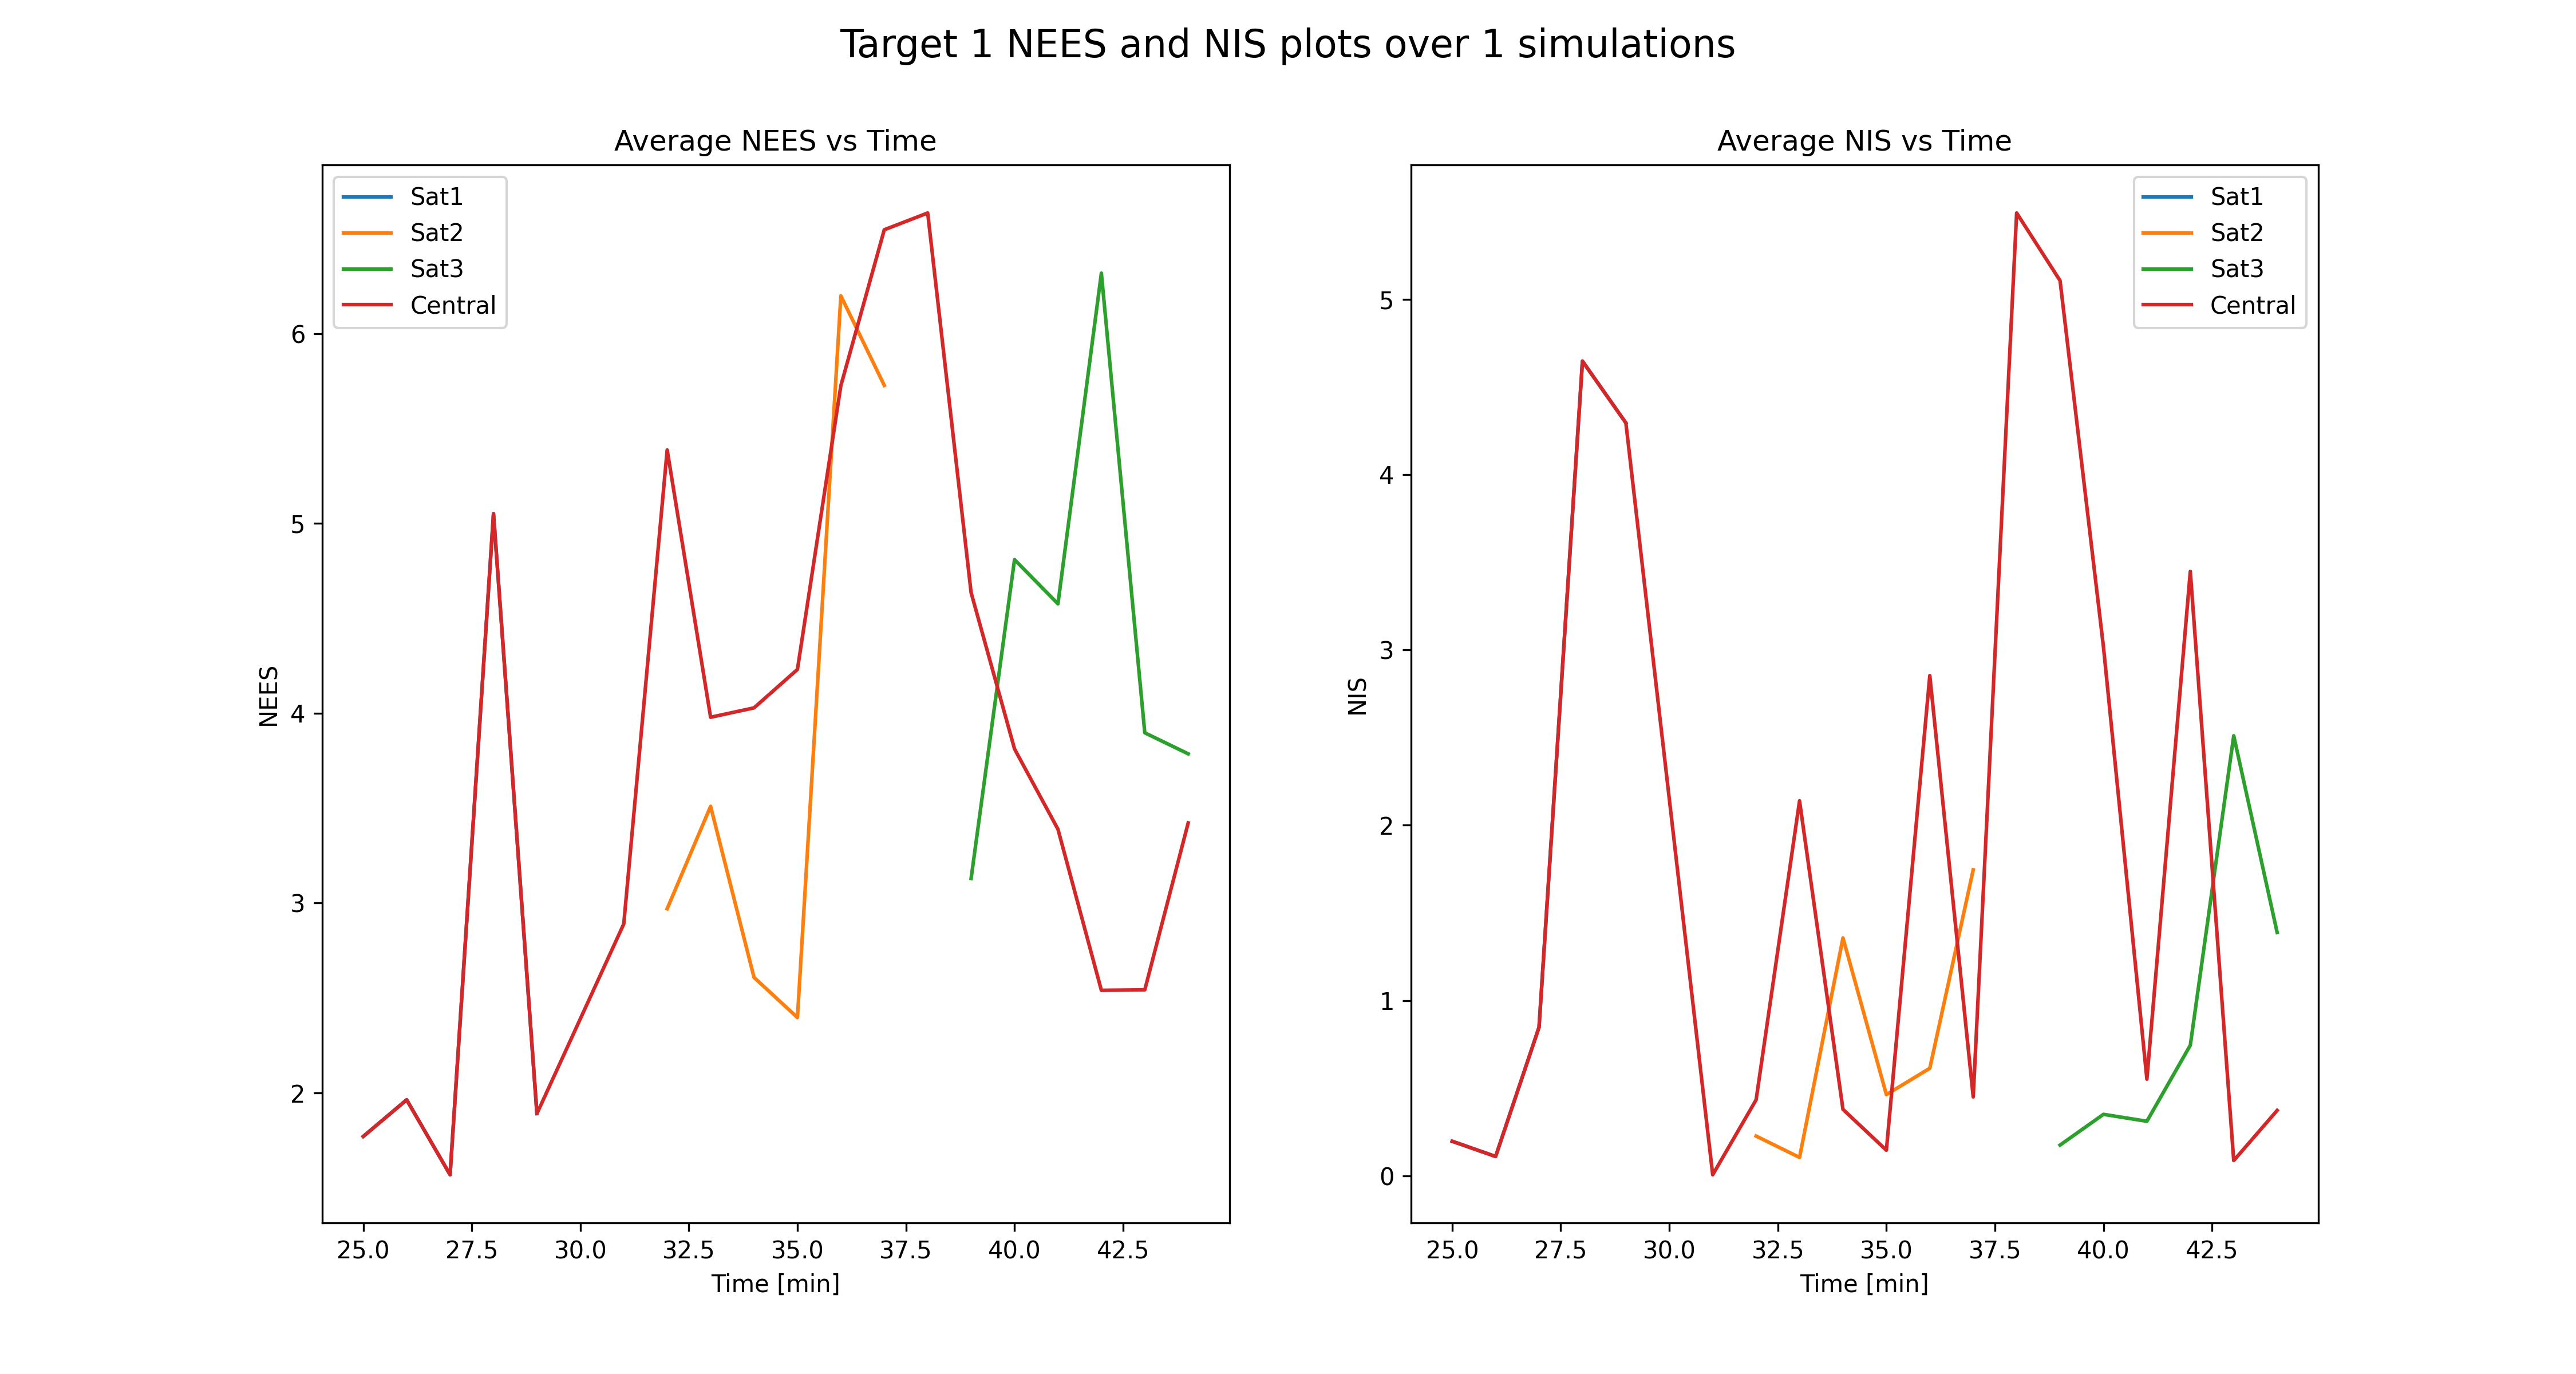 Target 1 NEES and NIS plots over 1 simulations
Average NEES vs Time
Sat1
Sat2
Sat3
Central
6
5
4
3
2
NEES
25.0 27.5 30.0 32.5 35.0 37.5 40.0 42.5
Time [min]
Average NIS vs Time
Sat1
Sat2
Sat3
Central
5
4
3
2
1
0
NIS
25.0 27.5 30.0 32.5 35.0 37.5 40.0 42.5
Time [min]